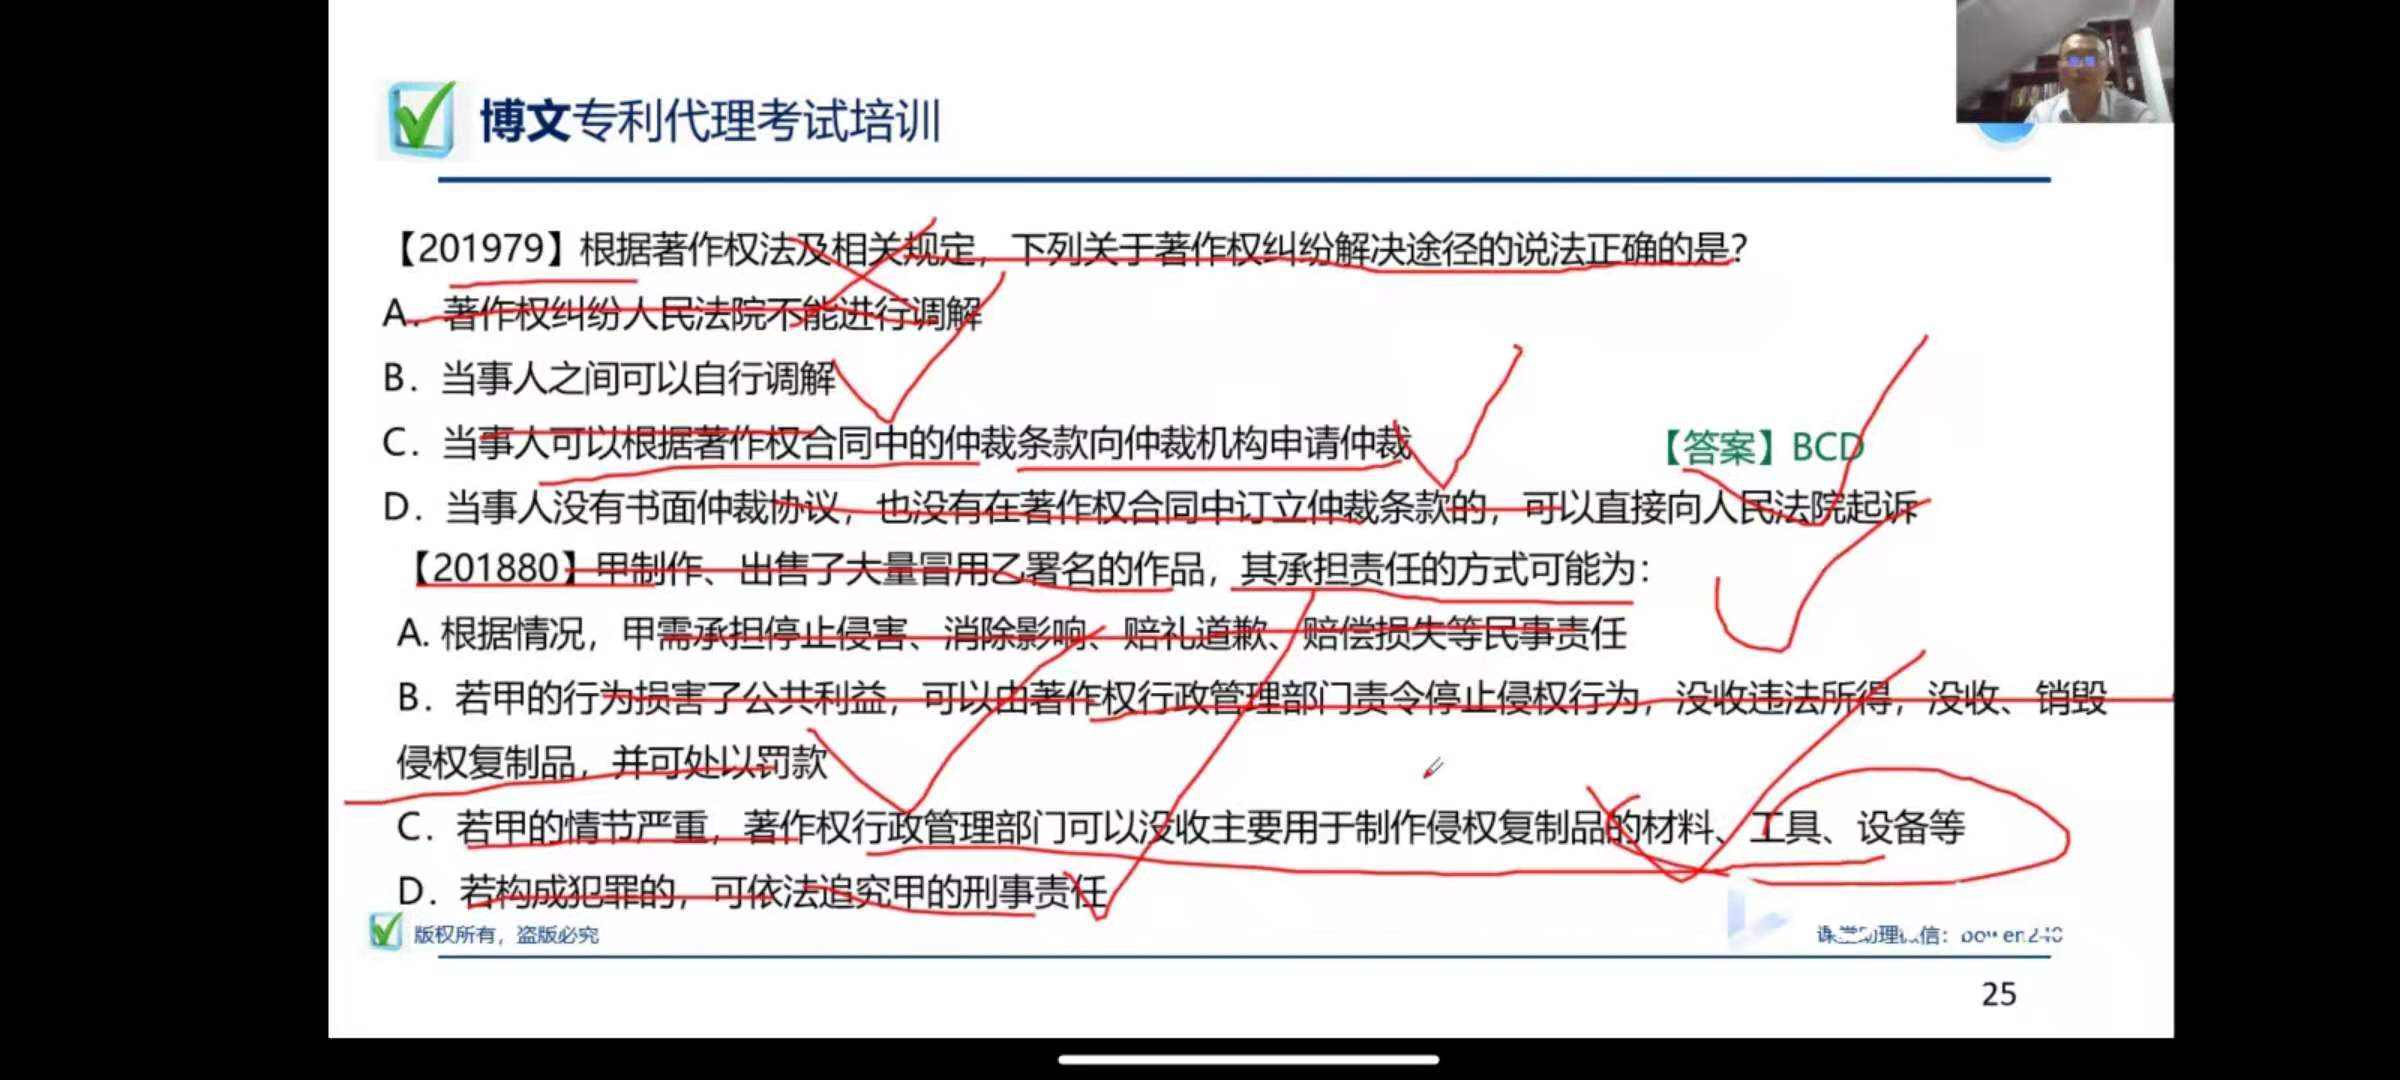 博文专利代理考试培训
【201979】根据著作权法及相关规定，下列关于著作权纠纷解决途径的说法正确的是？
A．著作权纠纷人民法院不能进行调解
B．当事人之间可以自行调解
C．当事人可以根据著作权合同中的仲裁条款向仲裁机构申请仲裁
【答案】BCD
D．当事人没有书面仲裁协议，也没有在著作权合同中订立仲裁条款的，可以直接向人民法院起诉
【201880】甲制作、出售了大量冒用乙署名的作品，其承担责任的方式可能为：
A. 根据情况，甲需承担停止侵害、消除影响、赔礼道歉、赔偿损失等民事责任
B．若甲的行为损害了公共利益，可以由著作权行政管理部门责令停止侵权行为，没收违法所得，没收、销毁
侵权复制品，并可处以罚款
C．若甲的情节严重，著作权行政管理部门可以没收主要用于制作侵权复制品的材料、工具、设备等
D．若构成犯罪的，可依法追究甲的刑事责任
版权所有，盗版必究
25